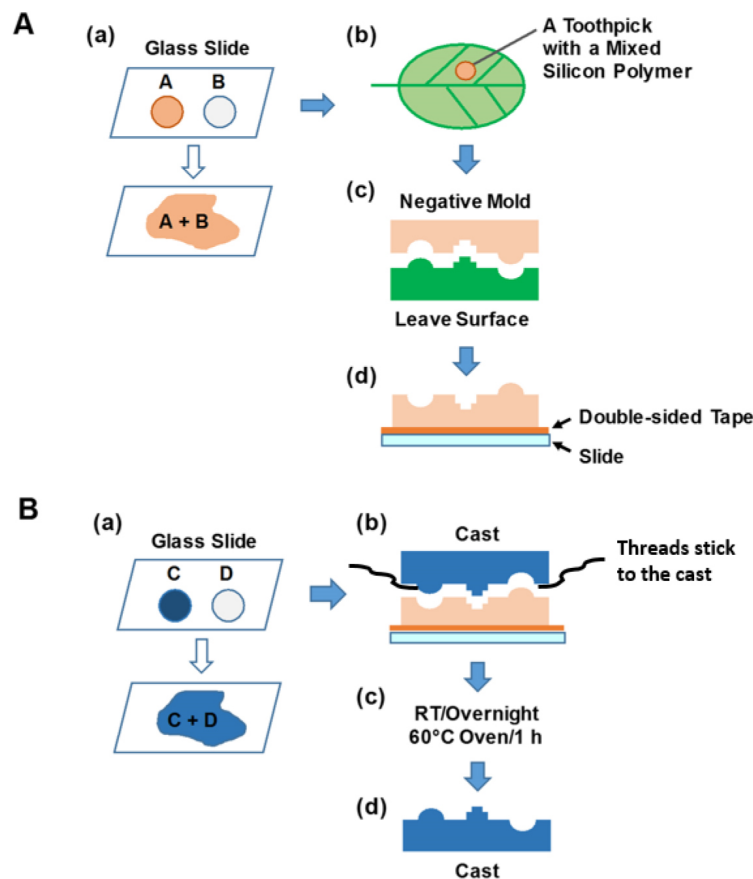 A
(a)
Glass Slide
A B
A + B
(b)
A Toothpick
with a Mixed
Silicon Polymer
(c)
Negative Mold
Leave Surface
(d)
Double-sided Tape
Slide
B
(a)
Glass Slide
C D
C + D
(b)
Cast
Threads stick
to the cast
(c)
RT/Overnight
60°C Oven/1 h
(d)
Cast